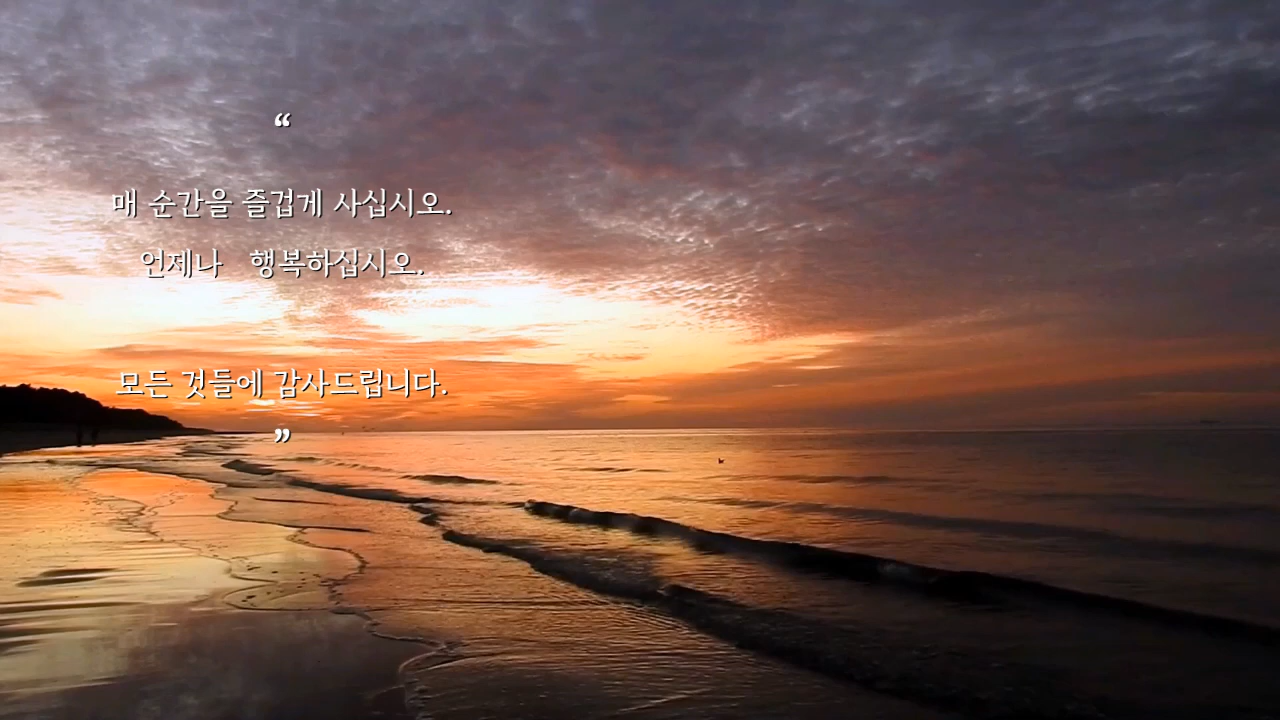 “
매 순간을 즐겁게 사십시오.
언제나 행복하십시오.
모든 것들에 감사드립니다.
”